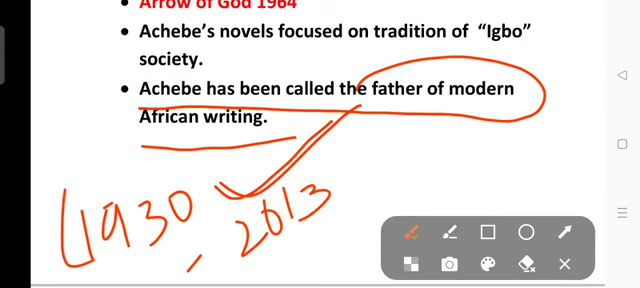 • Arrow of God 1964
• Achebe's novels focused on tradition of “Igbo”
society.
• Achebe has been called the father of modern
African writing.
1930 - 2013